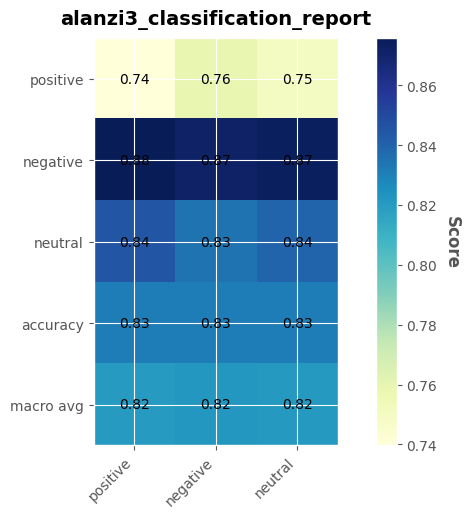 alanzi3_classification_report
positive 0.74 0.76 0.75
negative 0.88 0.87 0.87
neutral 0.84 0.83 0.84
accuracy 0.83 0.83 0.83
macro avg 0.82 0.82 0.82
positive negative neutral
0.86
0.84
0.82
0.80
0.78
0.76
0.74
Score